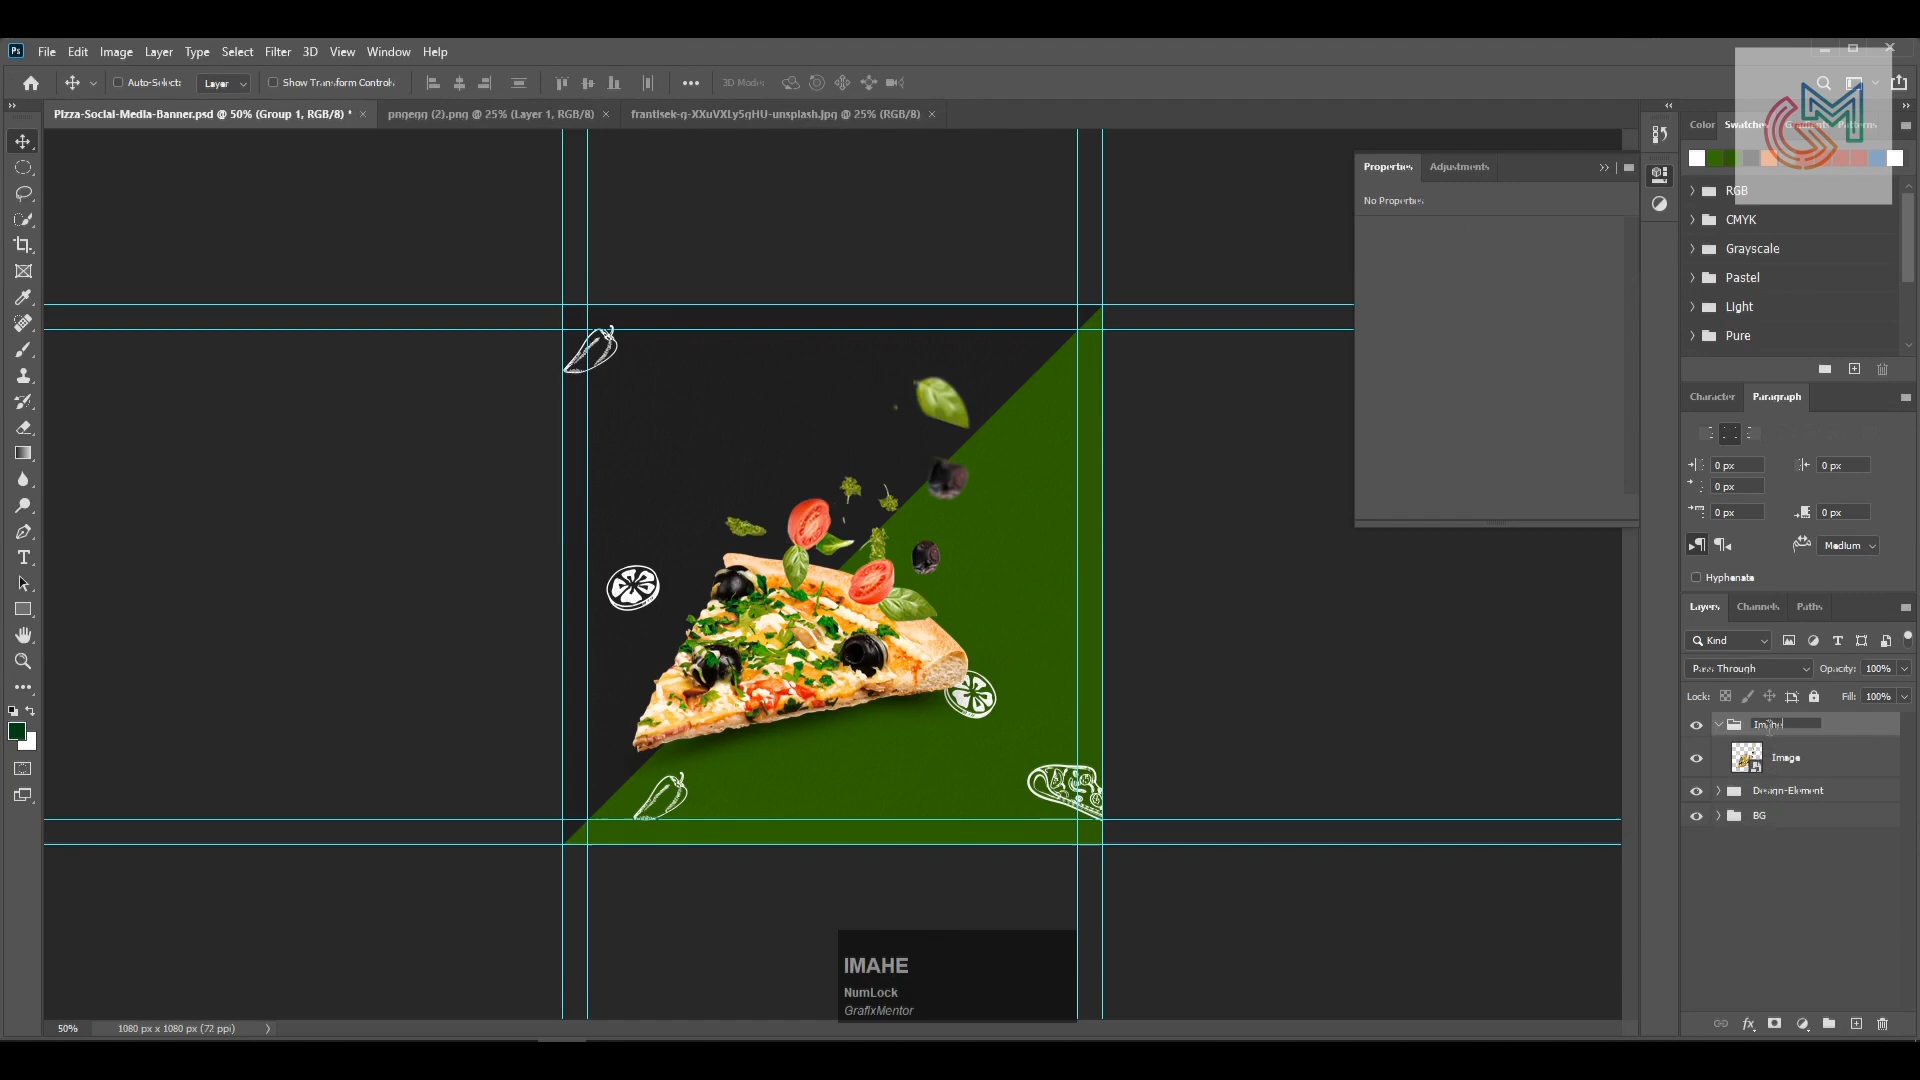 Ps File Edit Image Layer Type Select Filter 3D View Window Help
Auto-Select: Layer Show Transform Controls 3D Mode:
Pizza-Social-Media-Banner.psd @ 50% (Group 1, RGB/8) * × pngegg (2).png @ 25% (Layer 1, RGB/8) × frantisek-g-XXuVXLy5gHU-unsplash.jpg @ 25% (RGB/8) ×
Color Swatches Gradients Patterns
Properties Adjustments
No Properties
RGB
CMYK
Grayscale
Pastel
Light
Pure
Character Paragraph
0 px 0 px
0 px
0 px 0 px
Medium
Hyphenate
Layers Channels Paths
Kind
Pass Through Opacity: 100%
Lock: Fill: 100%
Image
Design-Element
BG
IMAHE
NumLock
GrafixMentor
50% 1080 px x 1080 px (72 ppi)